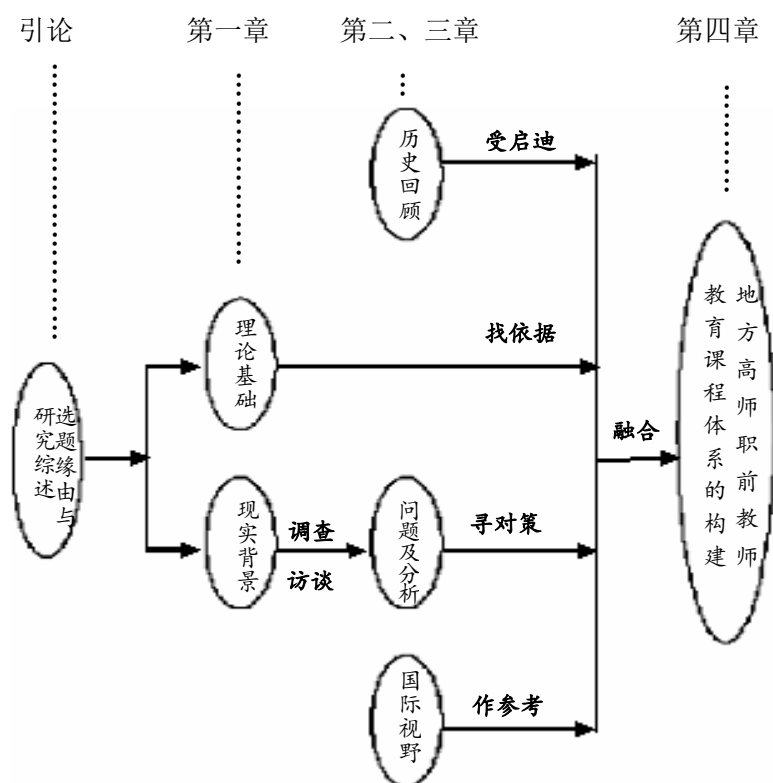 引论
第一章
第二、三章
第四章
历史回顾
受启迪
理论基础
找依据
选题缘由与
研究综述
融合
地方高师职前教师
教育课程体系的构建
现实背景
调查
访谈
问题及分析
寻对策
国际视野
作参考